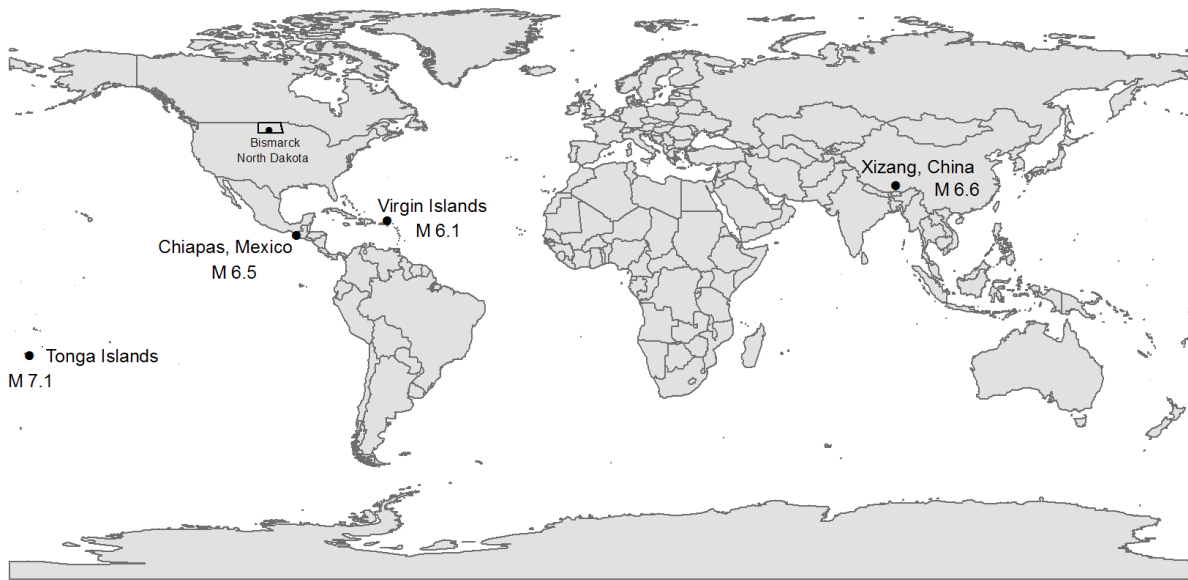 Bismarck
North Dakota
Xizang, China
M 6.6
Virgin Islands
M 6.1
Chiapas, Mexico
M 6.5
Tonga Islands
M 7.1